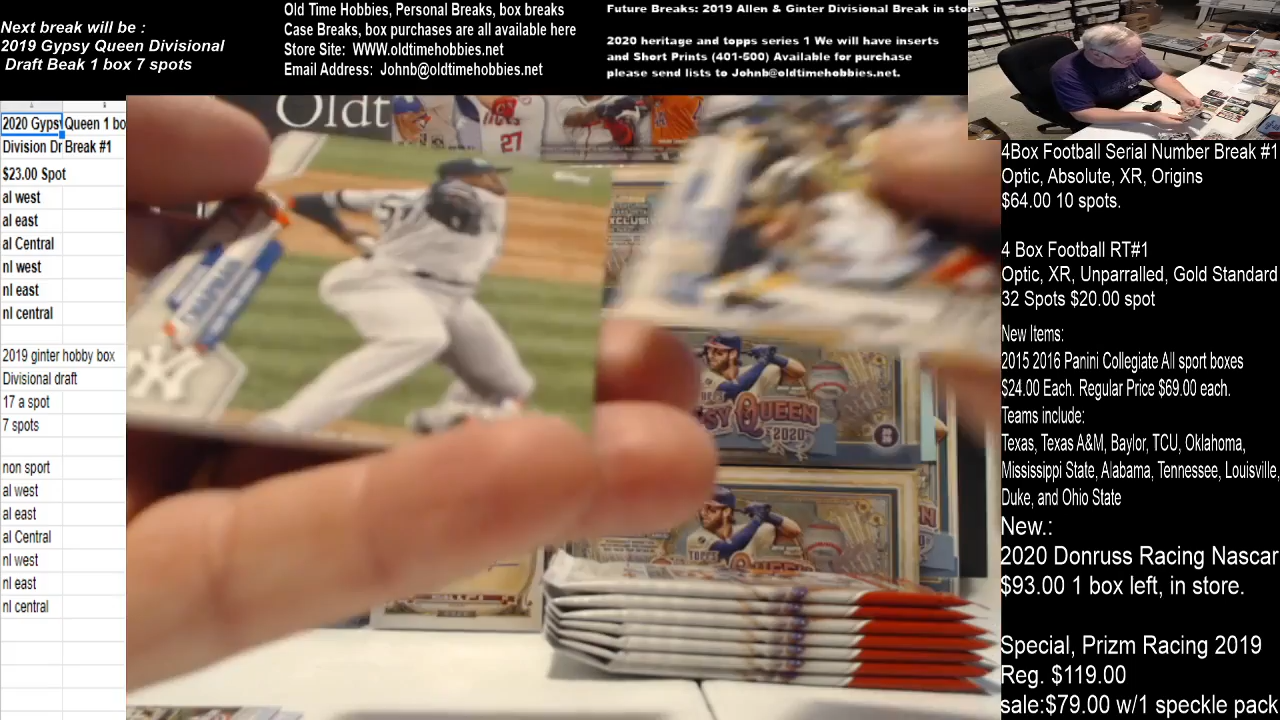 Next break will be :
2019 Gypsy Queen Divisional
Draft Beak 1 box 7 spots
Old Time Hobbies, Personal Breaks, box breaks
Case Breaks, box purchases are all available here
Store Site:  WWW.oldtimehobbies.net
Email Address:  Johnb@oldtimehobbies.net
Future Breaks: 2019 Allen & Ginter Divisional Break in store
2020 heritage and topps series 1 We will have inserts
and Short Prints (401-500) Available for purchase
please send lists to Johnb@oldtimehobbies.net.
2020 Gypsy Queen 1 bo
Division Dr Break #1
$23.00 Spot
al west
al east
al Central
nl west
nl east
nl central
2019 ginter hobby box
Divisional draft
17 a spot
7 spots
non sport
al west
al east
al Central
nl west
nl east
nl central
Oldt
27
TOPPS
QUEEN
2020
TOPPS
QUEEN
2020
4Box Football Serial Number Break #1
Optic, Absolute, XR, Origins
$64.00 10 spots.
4 Box Football RT#1
Optic, XR, Unparralled, Gold Standard
32 Spots $20.00 spot
New Items:
2015 2016 Panini Collegiate All sport boxes
$24.00 Each. Regular Price $69.00 each.
Teams include:
Texas, Texas A&M, Baylor, TCU, Oklahoma,
Mississippi State, Alabama, Tennessee, Louisville,
Duke, and Ohio State
New.:
2020 Donruss Racing Nascar
$93.00 1 box left, in store.
Special, Prizm Racing 2019
Reg. $119.00
sale:$79.00 w/1 speckle pack